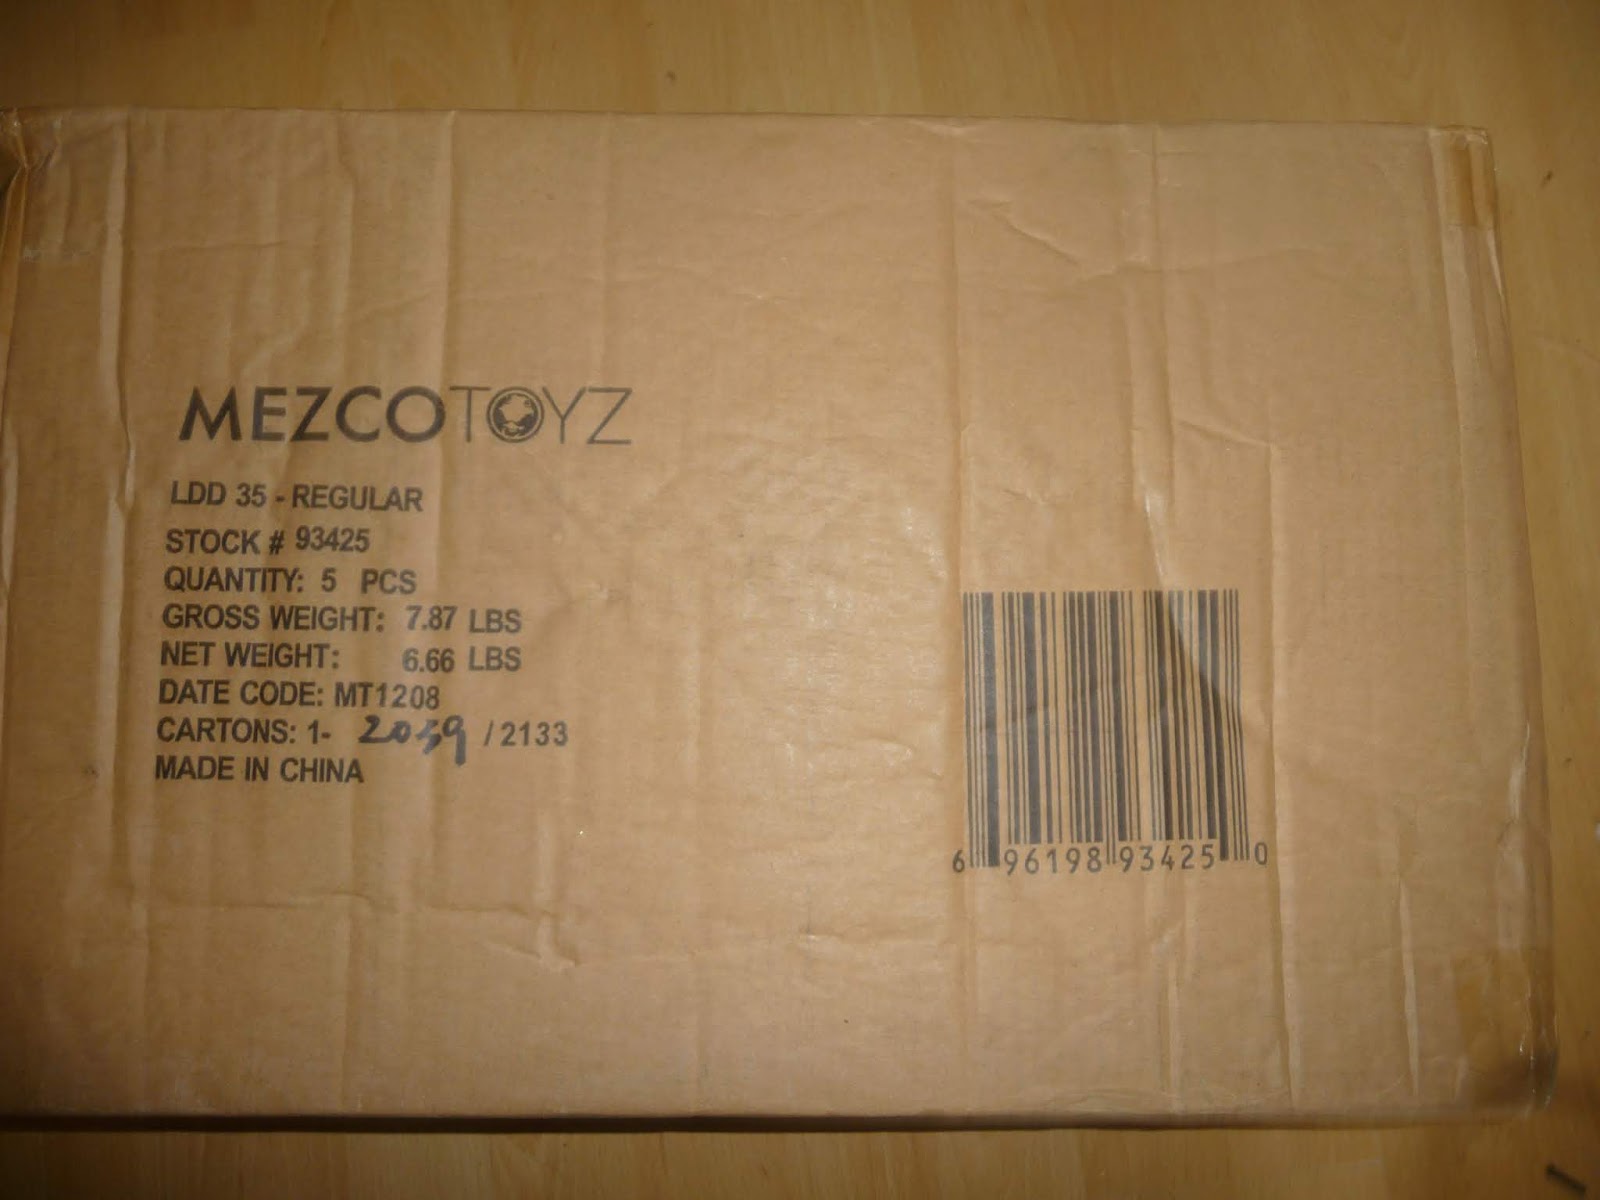 MEZCOTOYZ
LDD 35 - REGULAR
STOCK # 93425
QUANTITY: 5 PCS
GROSS WEIGHT: 7.87 LBS
NET WEIGHT: 6.66 LBS
DATE CODE: MT1208
CARTONS: 1- 2039 / 2133
MADE IN CHINA
6 96198 93425 0